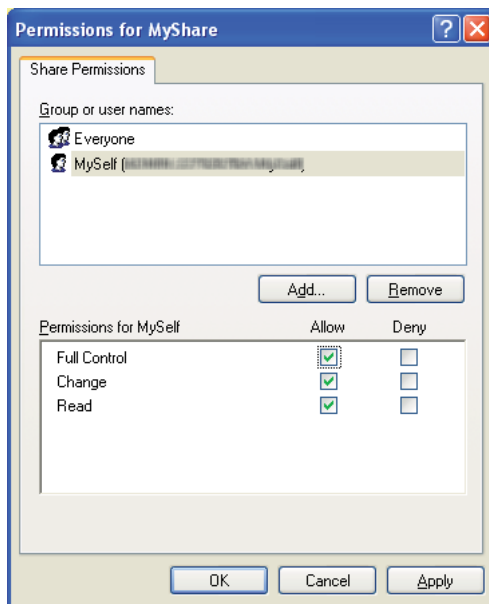 Permissions for MyShare
Share Permissions
Group or user names:
Everyone
MySelf (
Add... Remove
Permissions for MySelf Allow Deny
Full Control
Change
Read
OK Cancel Apply